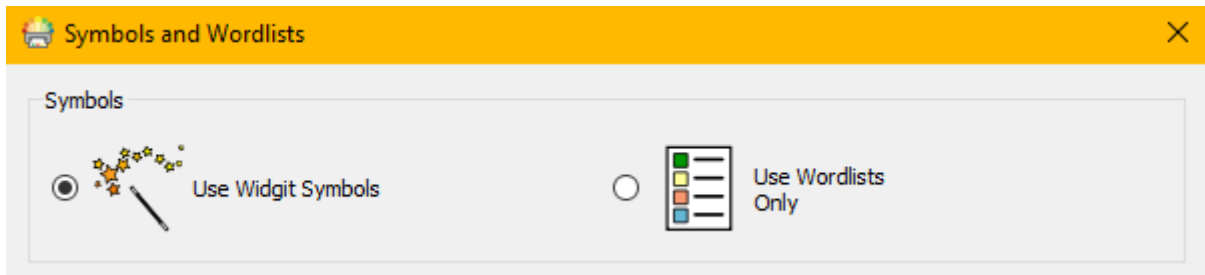 Symbols and Wordlists
Symbols
Use Widgit Symbols
Use Wordlists
Only